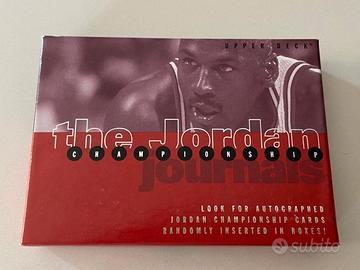 UPPER DECK
the Jordan
CHAMPIONSHIP
journals
LOOK FOR AUTOGRAPHED
JORDAN CHAMPIONSHIP CARDS
RANDOMLY INSERTED IN BOXES!
subito